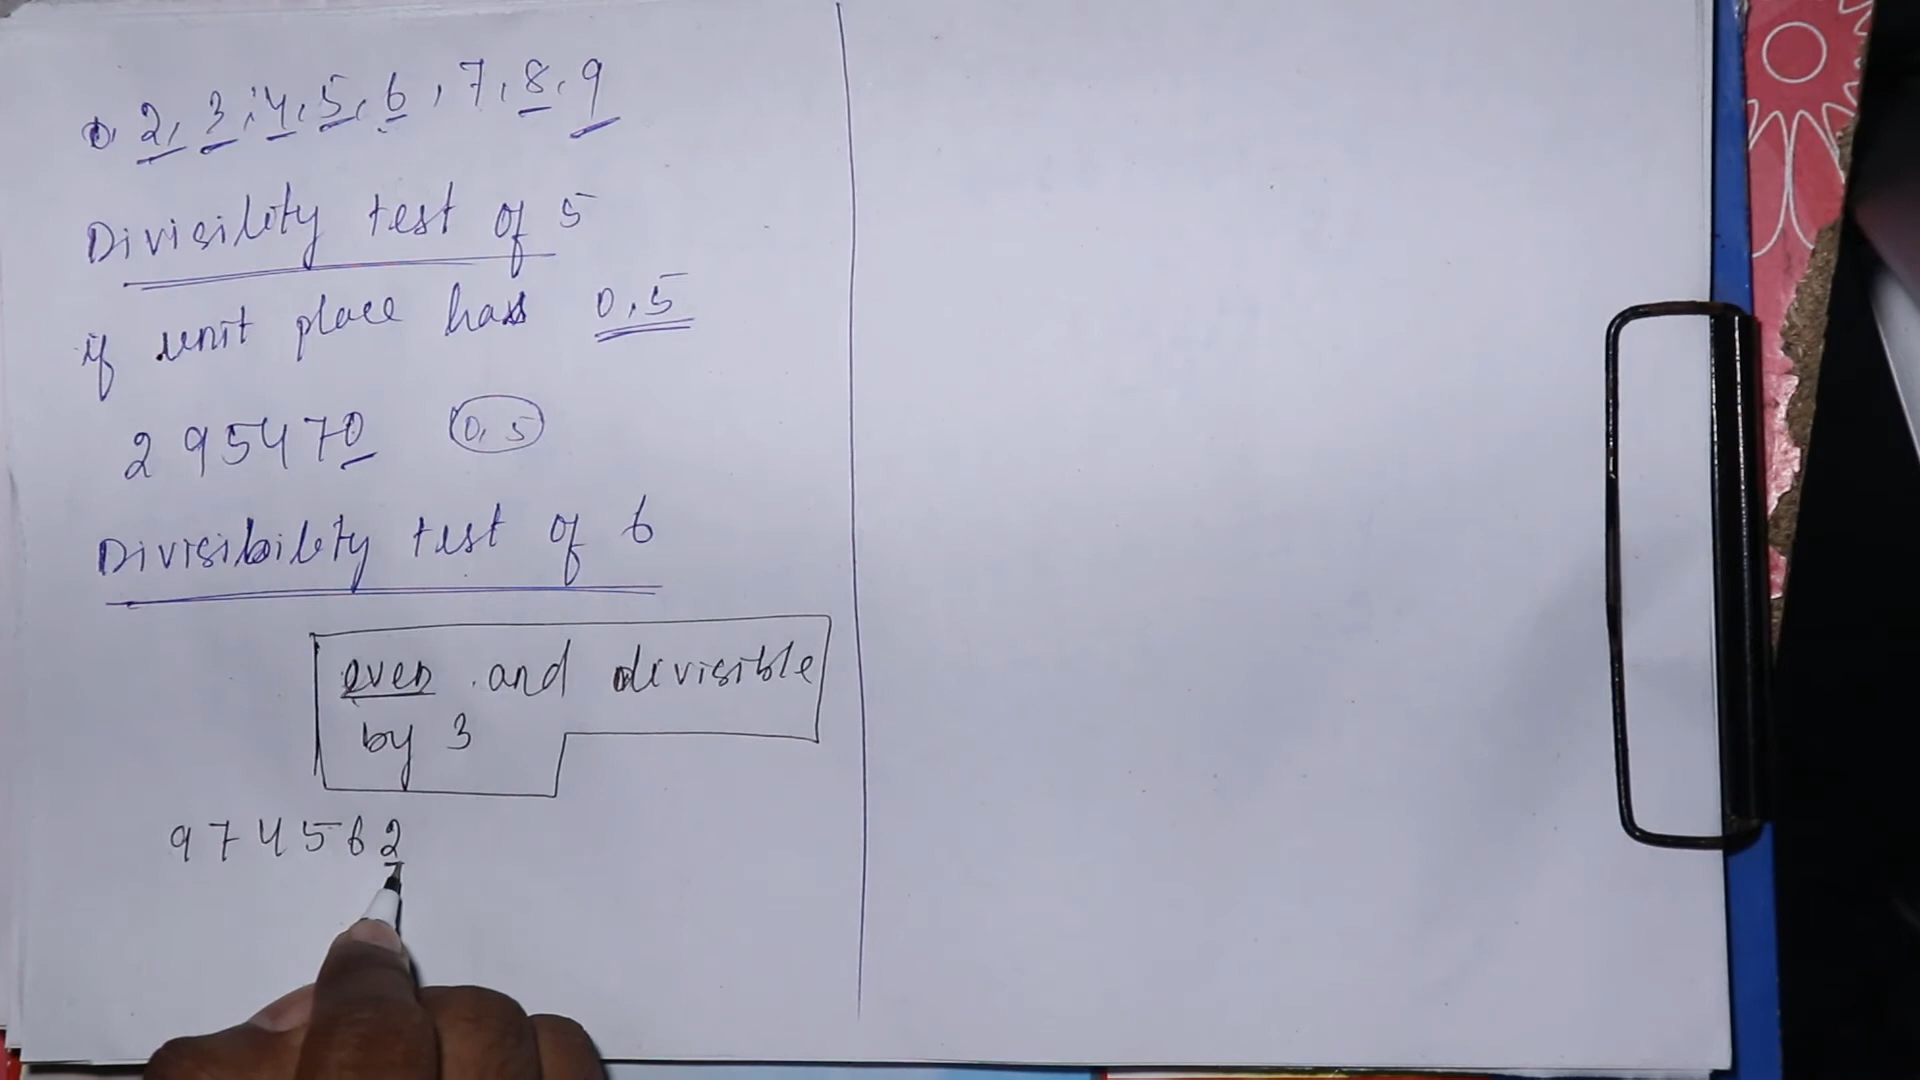 2, 3, 4, 5, 6, 7, 8, 9
Divisility test of 5
if unit place has 0, 5
295470 0, 5
Divisibility test of 6
even and devisible
by 3
974562